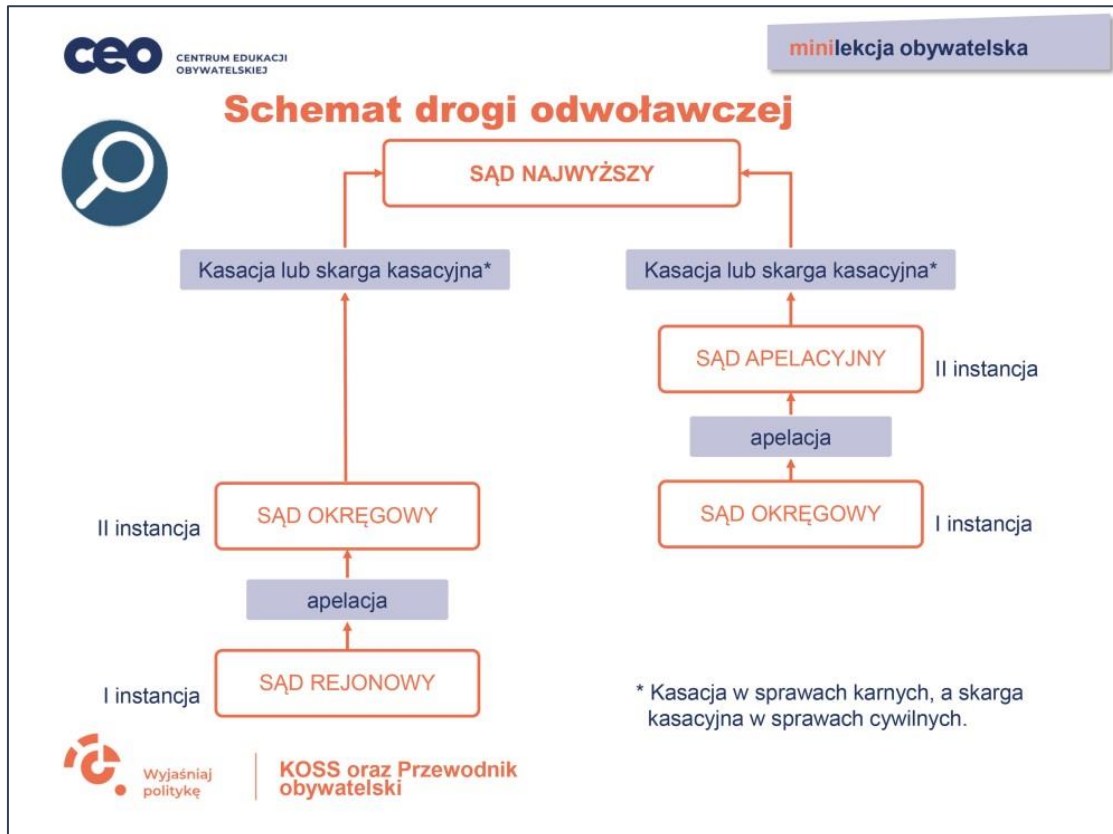 ceo
CENTRUM EDUKACJI
OBYWATELSKIEJ
minilekcja obywatelska
Schemat drogi odwoławczej
SĄD NAJWYŻSZY
Kasacja lub skarga kasacyjna*
Kasacja lub skarga kasacyjna*
SĄD APELACYJNY
II instancja
apelacja
SĄD OKRĘGOWY
I instancja
II instancja
SĄD OKRĘGOWY
apelacja
I instancja
SĄD REJONOWY
* Kasacja w sprawach karnych, a skarga
kasacyjna w sprawach cywilnych.
Wyjaśniaj
politykę
KOSS oraz Przewodnik
obywatelski